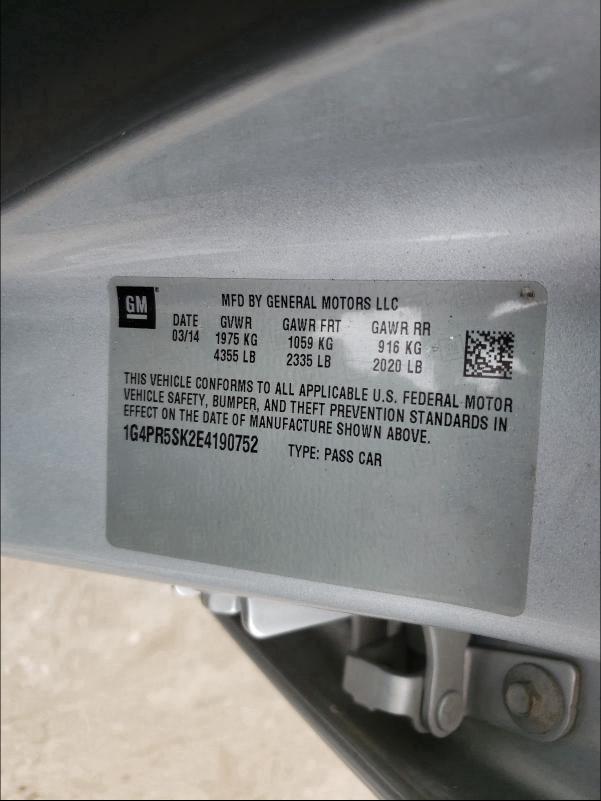 GM
MFD BY GENERAL MOTORS LLC
DATE GVWR GAWR FRT GAWR RR
03/14 1975 KG 1059 KG 916 KG
4355 LB 2335 LB 2020 LB
THIS VEHICLE CONFORMS TO ALL APPLICABLE U.S. FEDERAL MOTOR
VEHICLE SAFETY, BUMPER, AND THEFT PREVENTION STANDARDS IN
EFFECT ON THE DATE OF MANUFACTURE SHOWN ABOVE.
1G4PR5SK2E4190752 TYPE: PASS CAR